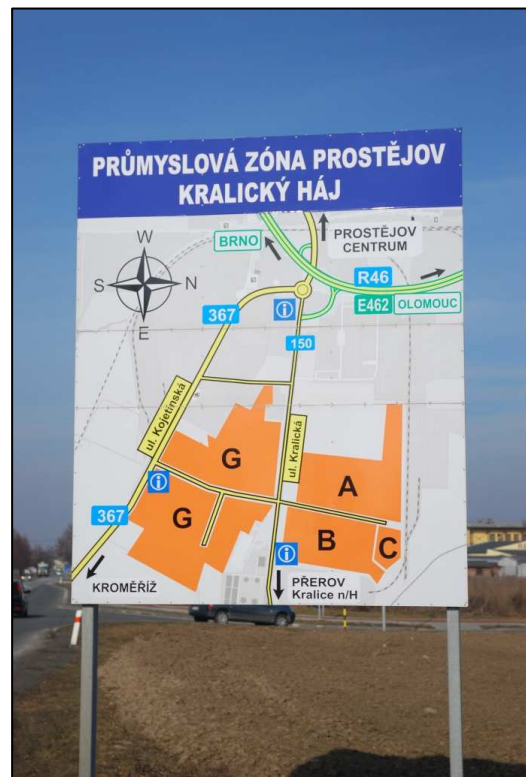 PRŮMYSLOVÁ ZÓNA PROSTĚJOV
KRALICKÝ HÁJ
W
S
N
E
BRNO
PROSTĚJOV
CENTRUM
R46
E462
OLOMOUC
367
i
150
ul. Kojetínská
ul. Kralická
G
A
i
G
367
B
C
i
KROMĚŘÍŽ
PŘEROV
Kralice n/H